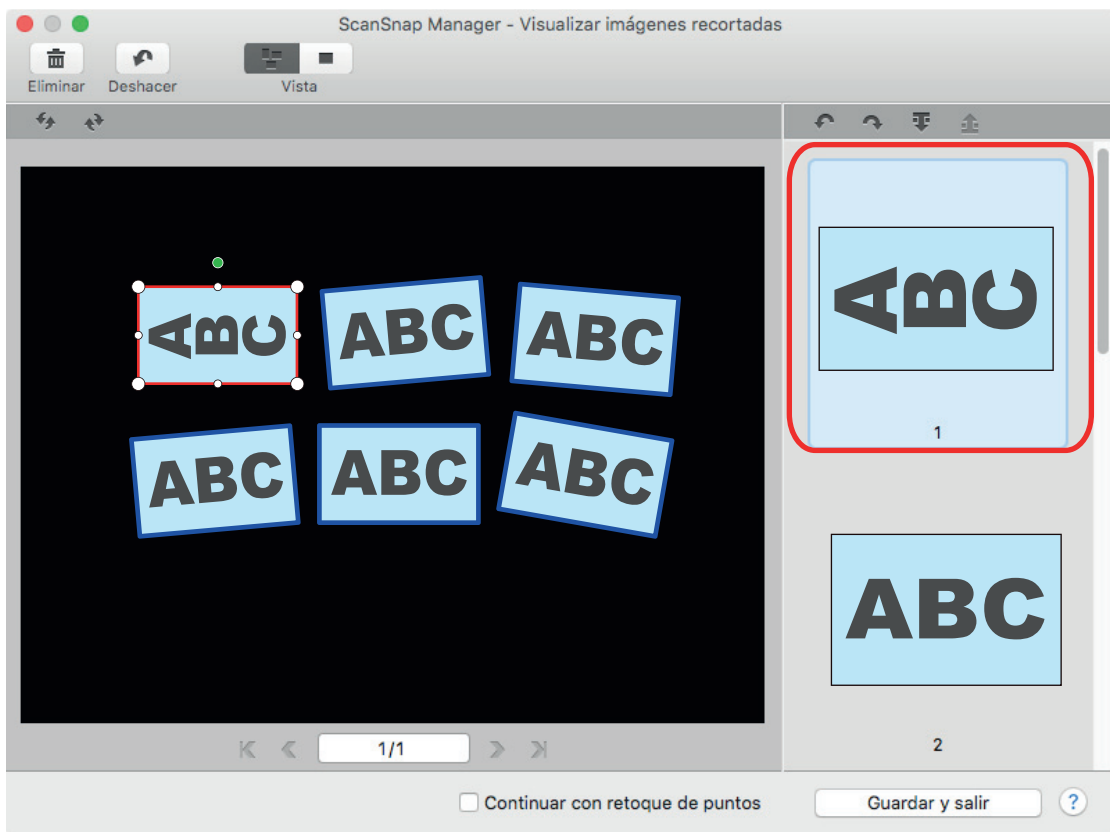 ScanSnap Manager - Visualizar imágenes recortadas
Eliminar Deshacer Vista
ABC ABC ABC
ABC ABC ABC
ABC
1
ABC
2
1/1
Continuar con retoque de puntos Guardar y salir ?